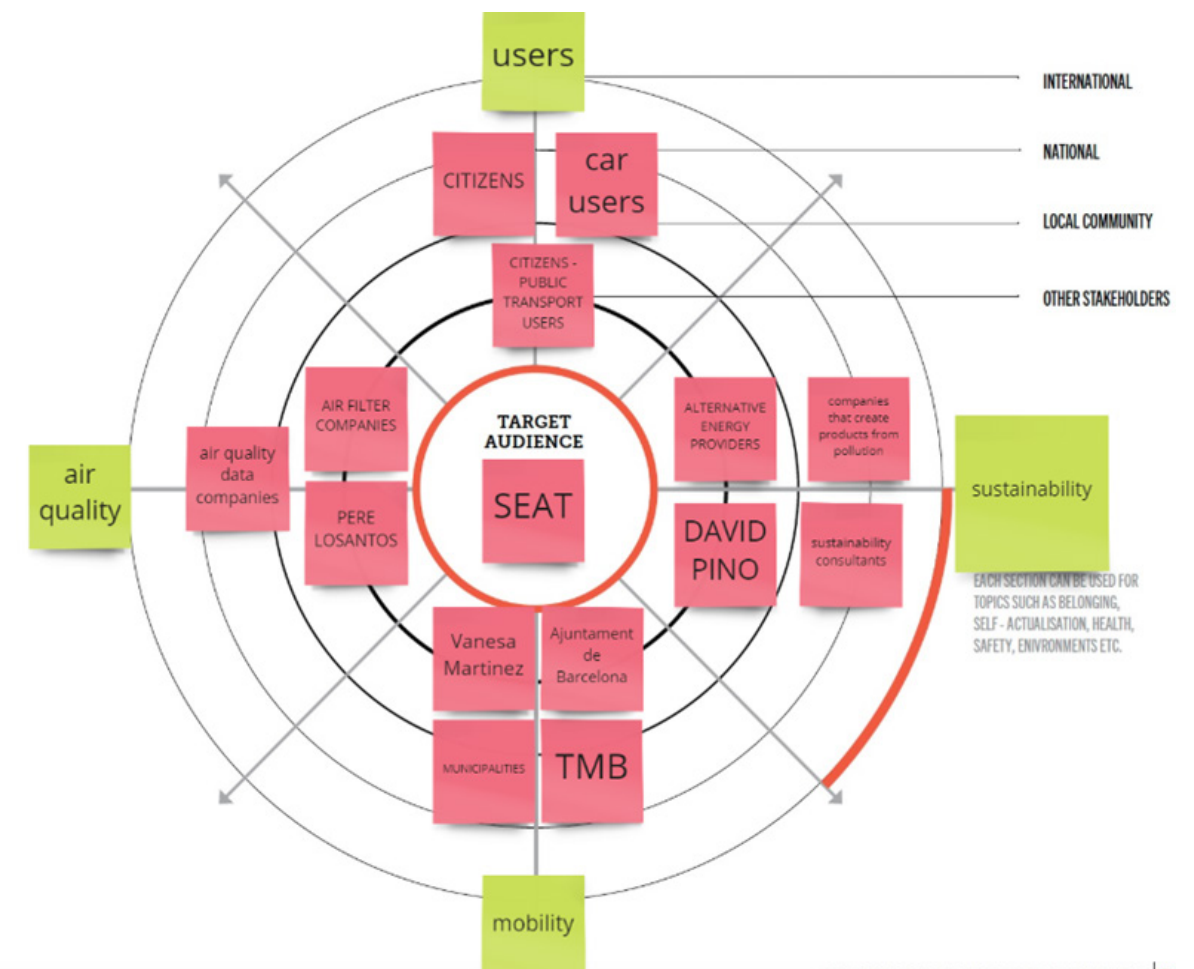 users
INTERNATIONAL
NATIONAL
LOCAL COMMUNITY
OTHER STAKEHOLDERS
CITIZENS
car
users
CITIZENS -
PUBLIC
TRANSPORT
USERS
AIR FILTER
COMPANIES
air quality
data
companies
PERE
LOSANTOS
air
quality
TARGET
AUDIENCE
SEAT
ALTERNATIVE
ENERGY
PROVIDERS
companies
that create
products from
pollution
DAVID
PINO
sustainability
consultants
sustainability
EACH SECTION CAN BE USED FOR
TOPICS SUCH AS BELONGING,
SELF - ACTUALISATION, HEALTH,
SAFETY, ENIVRONMENTS ETC.
Vanesa
Martinez
Ajuntament
de
Barcelona
MUNICIPALITIES
TMB
mobility